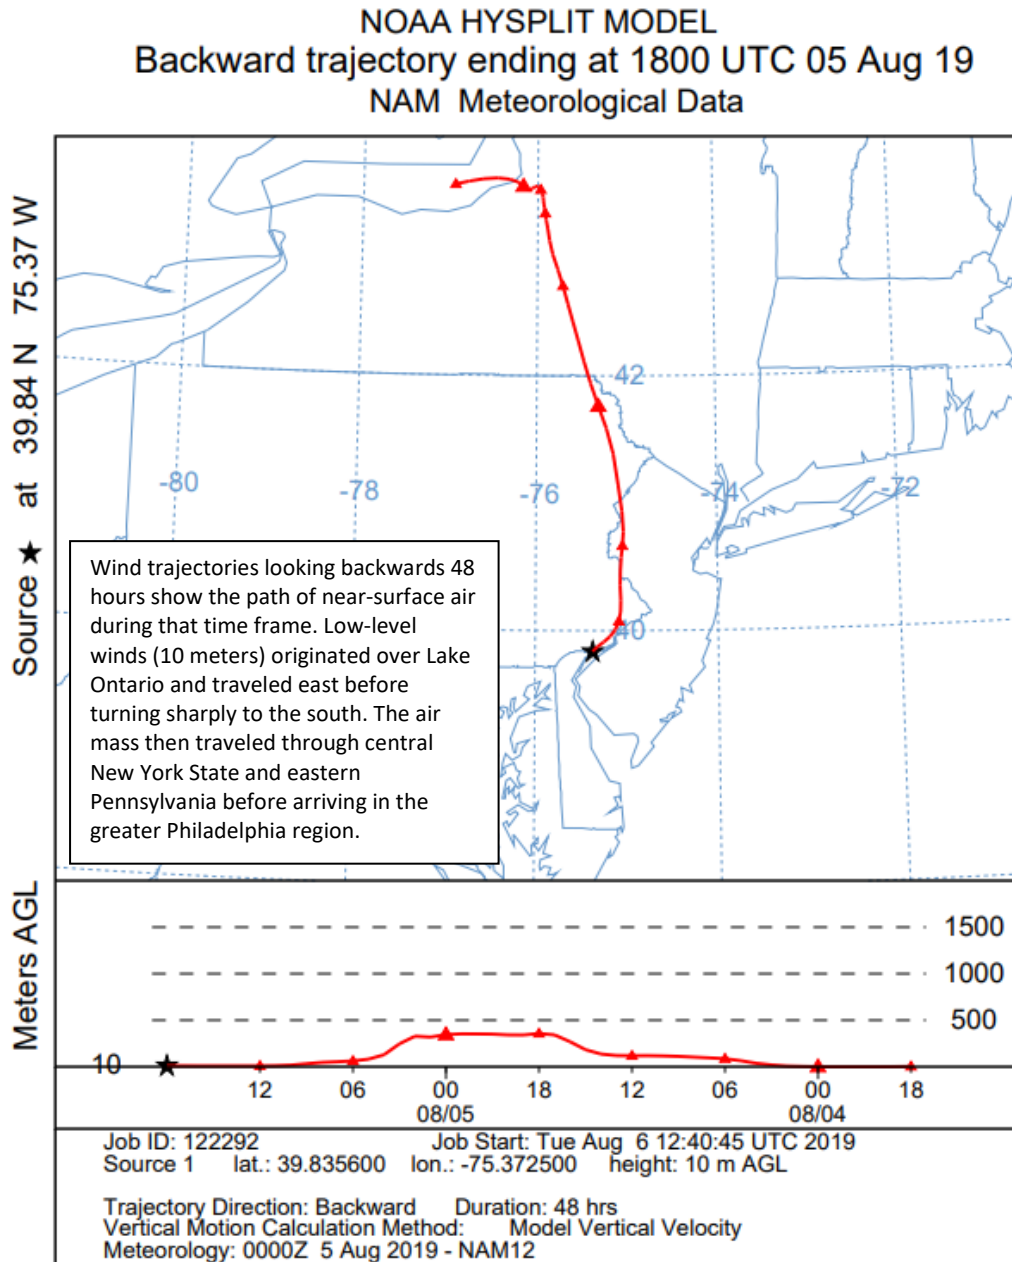 NOAA HYSPLIT MODEL
Backward trajectory ending at 1800 UTC 05 Aug 19
NAM  Meteorological Data
Source ★ at 39.84 N 75.37 W
42
-80
-78
-76
-74
-72
40
Wind trajectories looking backwards 48
hours show the path of near-surface air
during that time frame. Low-level
winds (10 meters) originated over Lake
Ontario and traveled east before
turning sharply to the south. The air
mass then traveled through central
New York State and eastern
Pennsylvania before arriving in the
greater Philadelphia region.
Meters AGL
1500
1000
500
10
12 06 00 18 12 06 00 18
08/05 08/04
Job ID: 122292 Job Start: Tue Aug  6 12:40:45 UTC 2019
Source 1 lat.: 39.835600 lon.: -75.372500 height: 10 m AGL
Trajectory Direction: Backward Duration: 48 hrs
Vertical Motion Calculation Method: Model Vertical Velocity
Meteorology: 0000Z  5 Aug 2019 - NAM12